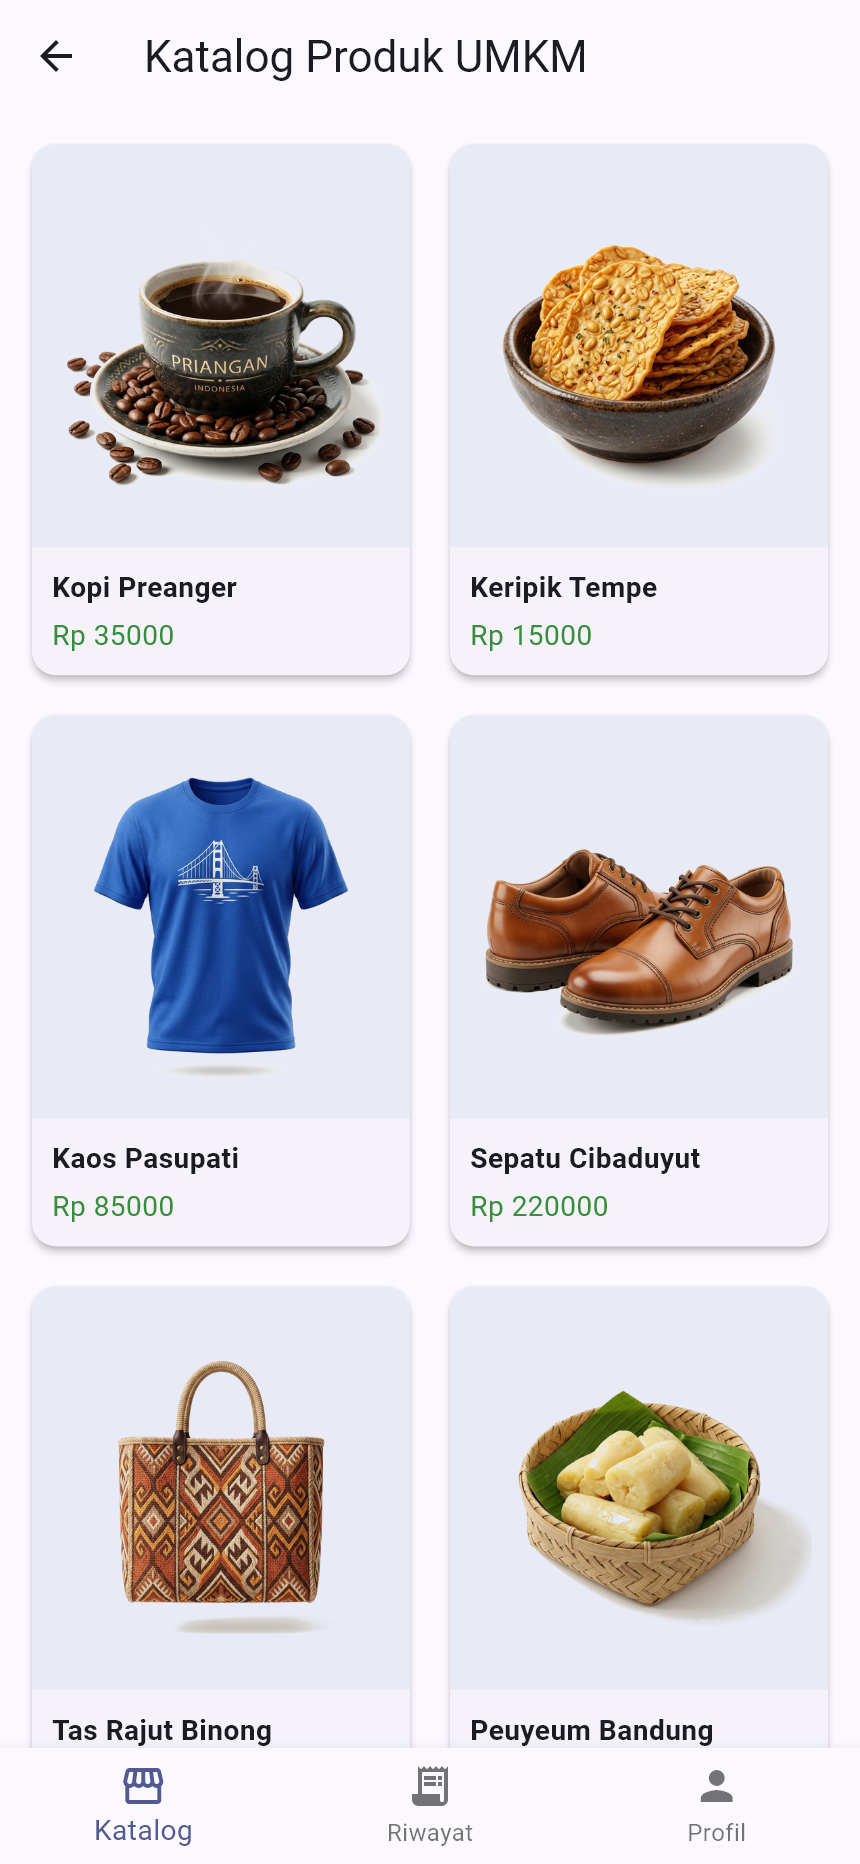 Katalog Produk UMKM
PRIANGAN
INDONESIA
Kopi Preanger
Rp 35000
Keripik Tempe
Rp 15000
Kaos Pasupati
Rp 85000
Sepatu Cibaduyut
Rp 220000
Tas Rajut Binong
Peuyeum Bandung
Katalog
Riwayat
Profil